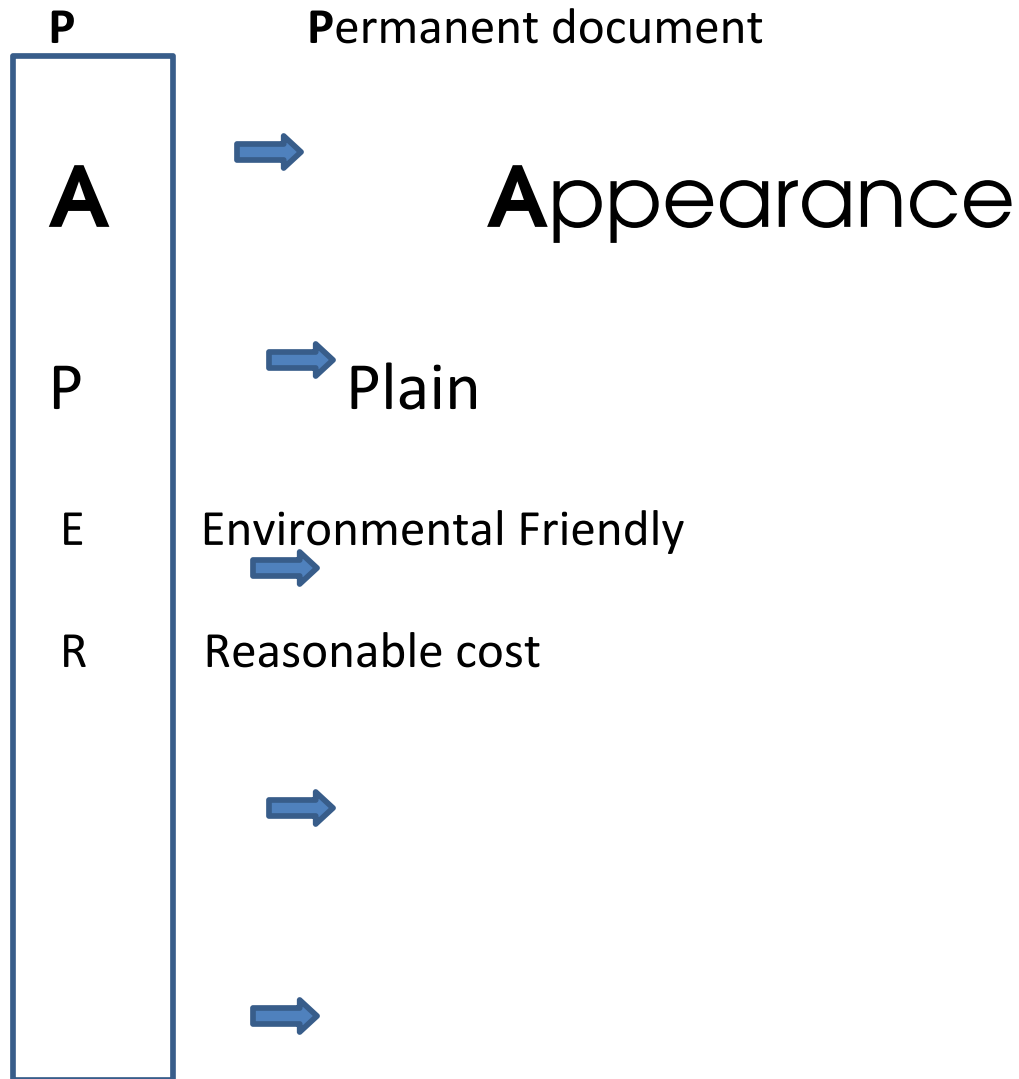 P Permanent document
A Appearance
P Plain
E Environmental Friendly
R Reasonable cost